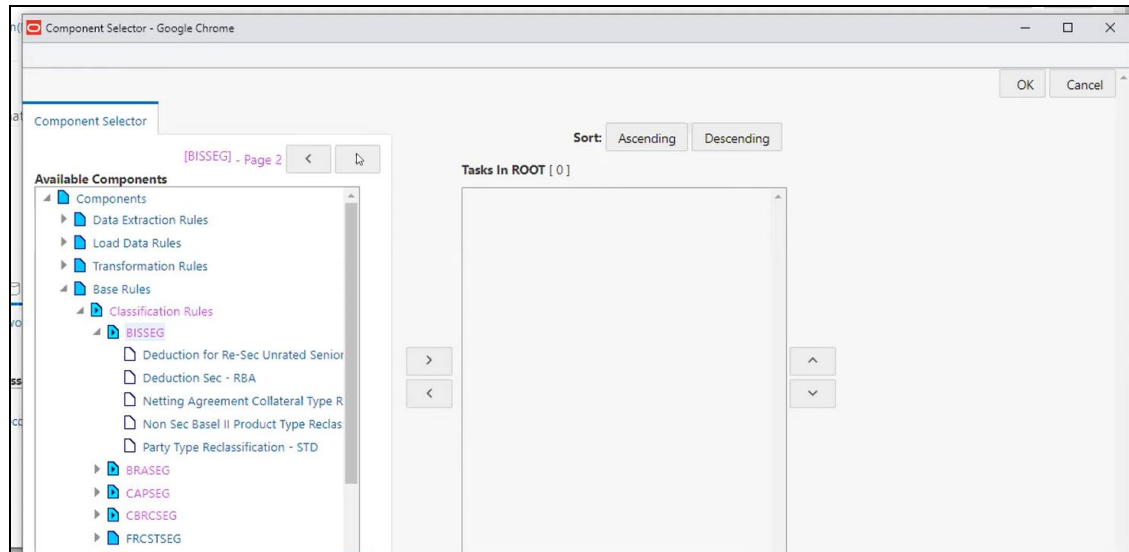 Component Selector - Google Chrome
OK Cancel
Component Selector
Sort: Ascending Descending
[BISSEG] - Page 2
Tasks In ROOT [ 0 ]
Available Components
Components
Data Extraction Rules
Load Data Rules
Transformation Rules
Base Rules
Classification Rules
BISSEG
Deduction for Re-Sec Unrated Senior
Deduction Sec - RBA
Netting Agreement Collateral Type R
Non Sec Basel II Product Type Reclas
Party Type Reclassification - STD
BRASEG
CAPSEG
CBRCSEG
FRCSTSEG